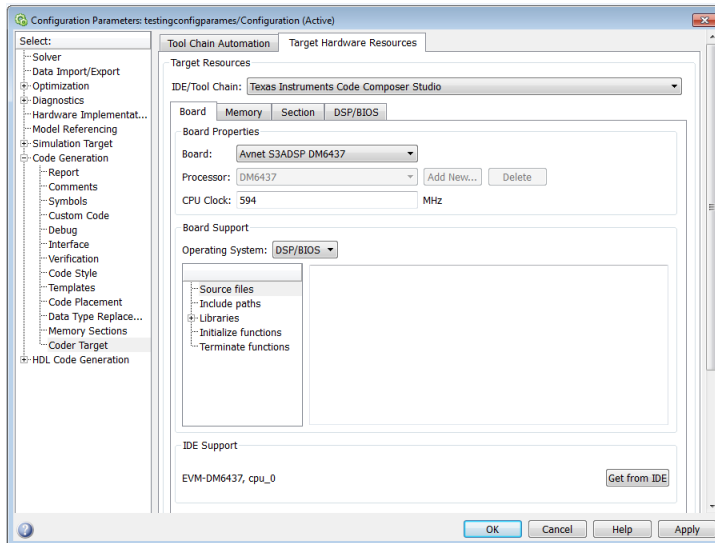 Configuration Parameters: testingconfigparames/Configuration (Active)
Select:
Solver
Data Import/Export
Optimization
Diagnostics
Hardware Implementat...
Model Referencing
Simulation Target
Code Generation
Report
Comments
Symbols
Custom Code
Debug
Interface
Verification
Code Style
Templates
Code Placement
Data Type Replace...
Memory Sections
Coder Target
HDL Code Generation
Tool Chain Automation Target Hardware Resources
Target Resources
IDE/Tool Chain: Texas Instruments Code Composer Studio
Board Memory Section DSP/BIOS
Board Properties
Board: Avnet S3ADSP DM6437
Processor: DM6437 Add New... Delete
CPU Clock: 594 MHz
Board Support
Operating System: DSP/BIOS
Source files
Include paths
Libraries
Initialize functions
Terminate functions
IDE Support
EVM-DM6437, cpu_0 Get from IDE
OK Cancel Help Apply